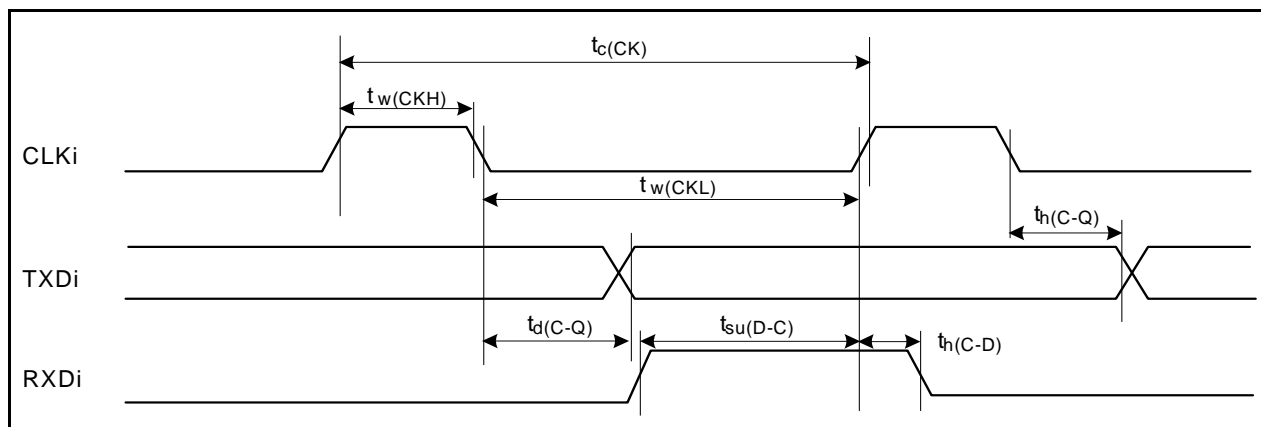 tc(CK)
tw(CKH)
CLKi
tw(CKL)
th(C-Q)
TXDi
td(C-Q)
tsu(D-C)
th(C-D)
RXDi